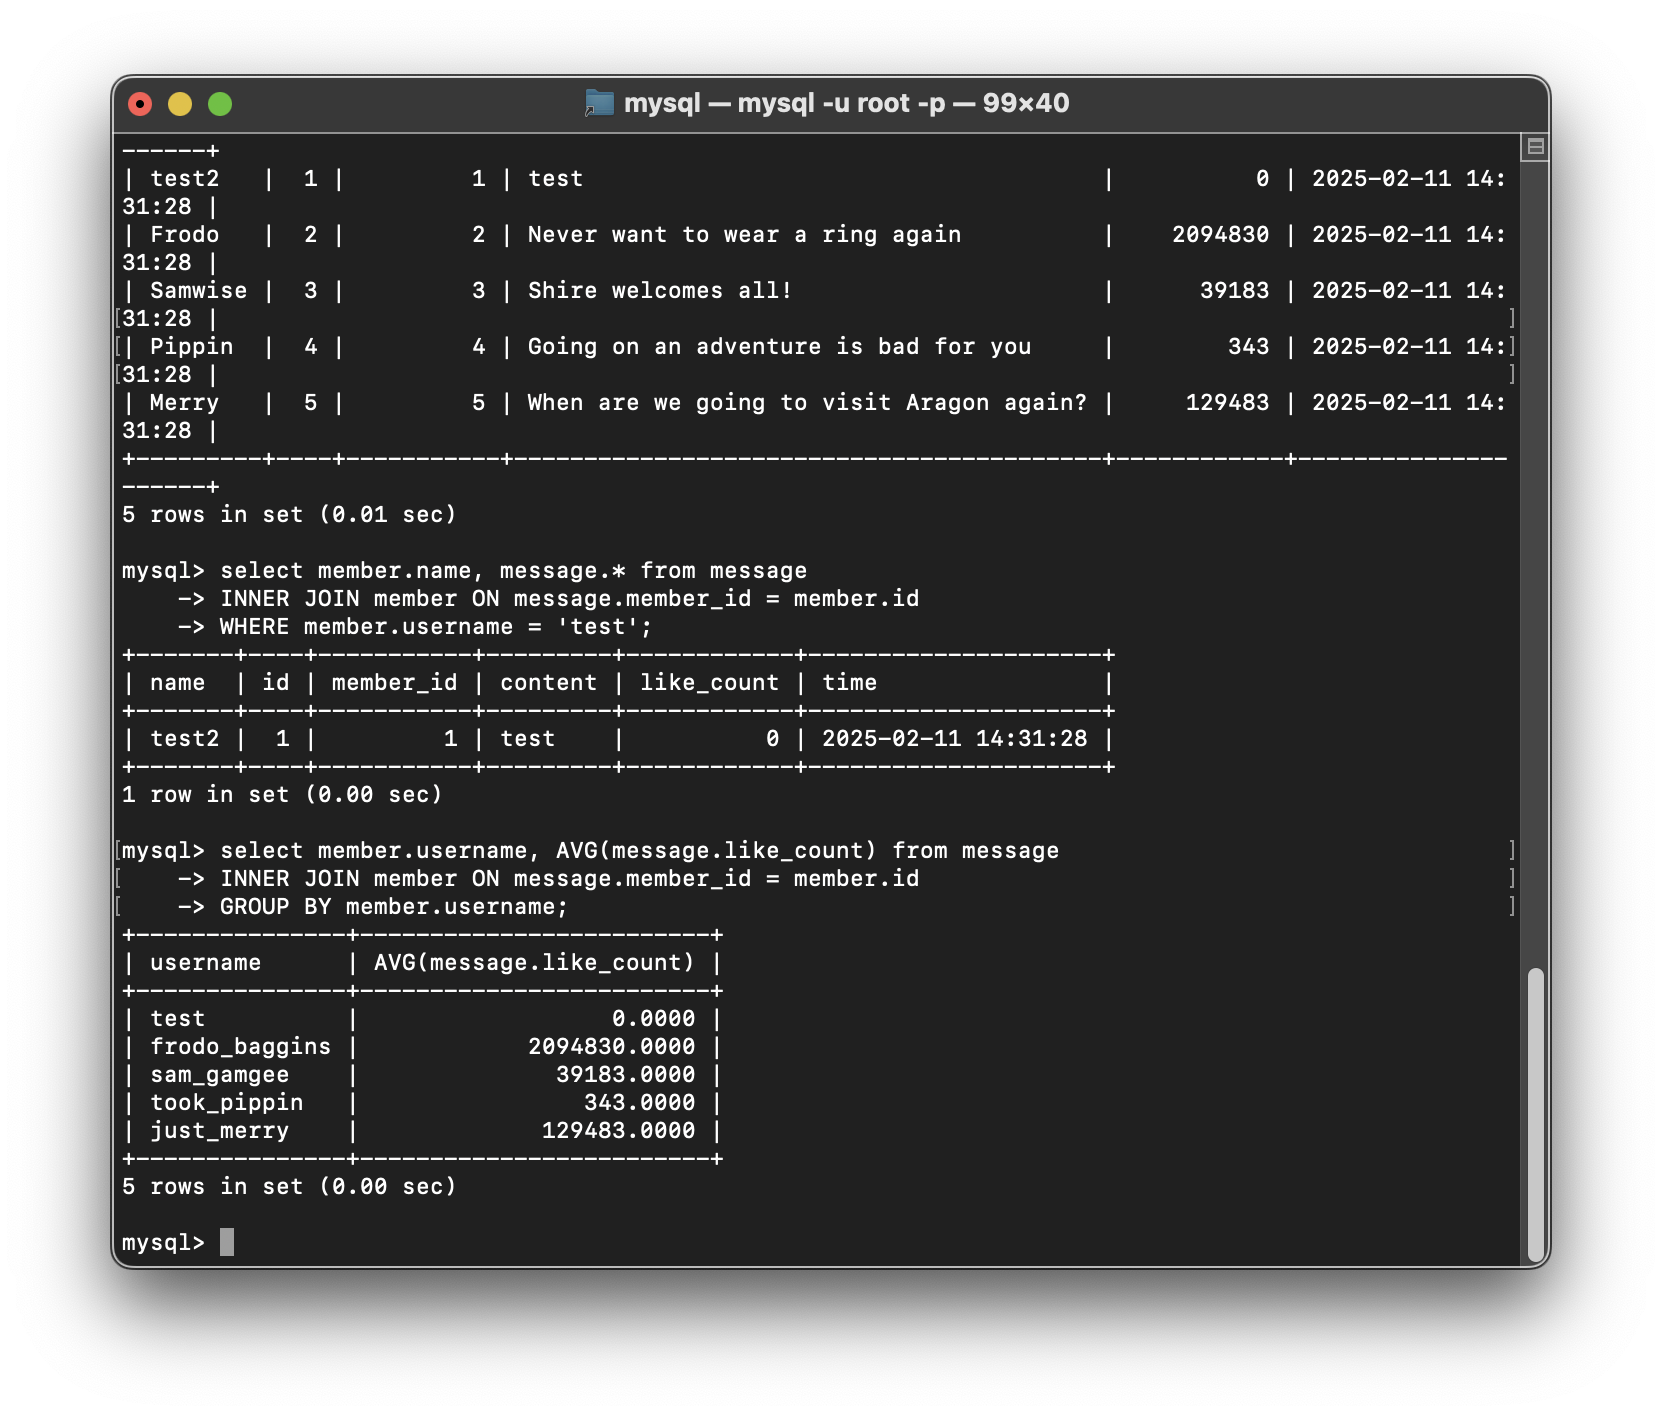 mysql — mysql -u root -p — 99×40
------+
| test2   |  1 |         1 | test                                     |          0 | 2025-02-11 14:
31:28 |
| Frodo   |  2 |         2 | Never want to wear a ring again          |    2094830 | 2025-02-11 14:
31:28 |
| Samwise |  3 |         3 | Shire welcomes all!                      |      39183 | 2025-02-11 14:
31:28 |
| Pippin  |  4 |         4 | Going on an adventure is bad for you     |        343 | 2025-02-11 14:
31:28 |
| Merry   |  5 |         5 | When are we going to visit Aragon again? |     129483 | 2025-02-11 14:
31:28 |
+---------+----+-----------+------------------------------------------+------------+---------------
------+
5 rows in set (0.01 sec)

mysql> select member.name, message.* from message
    -> INNER JOIN member ON message.member_id = member.id
    -> WHERE member.username = 'test';
+-------+----+-----------+---------+------------+---------------------+
| name  | id | member_id | content | like_count | time                |
+-------+----+-----------+---------+------------+---------------------+
| test2 |  1 |         1 | test    |          0 | 2025-02-11 14:31:28 |
+-------+----+-----------+---------+------------+---------------------+
1 row in set (0.00 sec)

mysql> select member.username, AVG(message.like_count) from message
    -> INNER JOIN member ON message.member_id = member.id
    -> GROUP BY member.username;
+---------------+-------------------------+
| username      | AVG(message.like_count) |
+---------------+-------------------------+
| test          |                  0.0000 |
| frodo_baggins |            2094830.0000 |
| sam_gamgee    |              39183.0000 |
| took_pippin   |                343.0000 |
| just_merry    |             129483.0000 |
+---------------+-------------------------+
5 rows in set (0.00 sec)

mysql>